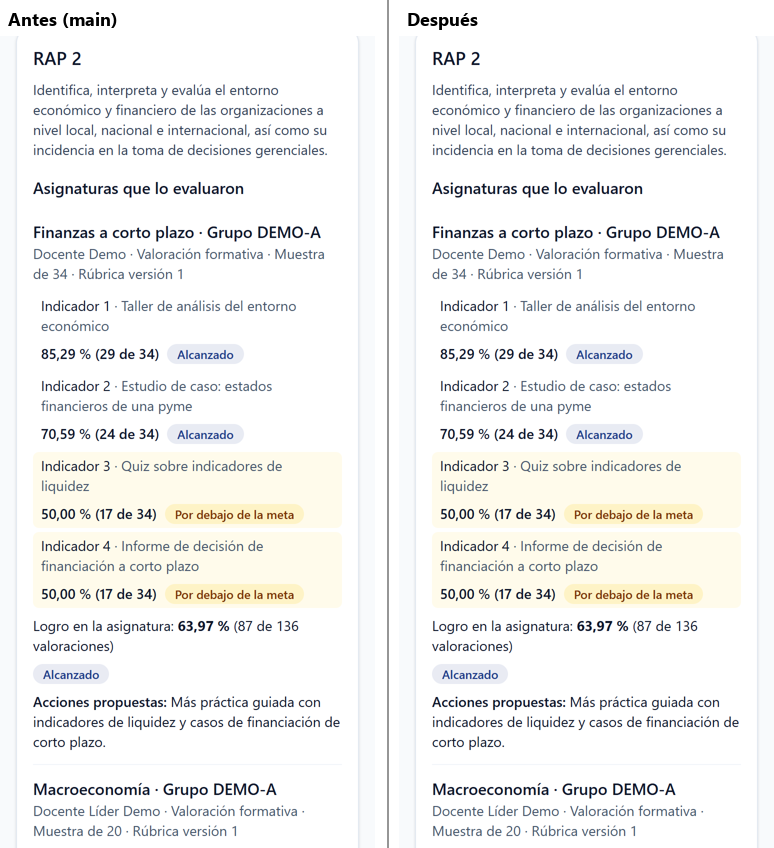 Antes (main)
RAP 2
Identifica, interpreta y evalúa el entorno
económico y financiero de las organizaciones a
nivel local, nacional e internacional, así como su
incidencia en la toma de decisiones gerenciales.
Asignaturas que lo evaluaron
Finanzas a corto plazo · Grupo DEMO-A
Docente Demo · Valoración formativa · Muestra
de 34 · Rúbrica versión 1
Indicador 1 · Taller de análisis del entorno
económico
85,29 % (29 de 34) Alcanzado
Indicador 2 · Estudio de caso: estados
financieros de una pyme
70,59 % (24 de 34) Alcanzado
Indicador 3 · Quiz sobre indicadores de
liquidez
50,00 % (17 de 34) Por debajo de la meta
Indicador 4 · Informe de decisión de
financiación a corto plazo
50,00 % (17 de 34) Por debajo de la meta
Logro en la asignatura: 63,97 % (87 de 136
valoraciones)
Alcanzado
Acciones propuestas: Más práctica guiada con
indicadores de liquidez y casos de financiación de
corto plazo.
Macroeconomía · Grupo DEMO-A
Docente Líder Demo · Valoración formativa ·
Muestra de 20 · Rúbrica versión 1
Después
RAP 2
Identifica, interpreta y evalúa el entorno
económico y financiero de las organizaciones a
nivel local, nacional e internacional, así como su
incidencia en la toma de decisiones gerenciales.
Asignaturas que lo evaluaron
Finanzas a corto plazo · Grupo DEMO-A
Docente Demo · Valoración formativa · Muestra
de 34 · Rúbrica versión 1
Indicador 1 · Taller de análisis del entorno
económico
85,29 % (29 de 34) Alcanzado
Indicador 2 · Estudio de caso: estados
financieros de una pyme
70,59 % (24 de 34) Alcanzado
Indicador 3 · Quiz sobre indicadores de
liquidez
50,00 % (17 de 34) Por debajo de la meta
Indicador 4 · Informe de decisión de
financiación a corto plazo
50,00 % (17 de 34) Por debajo de la meta
Logro en la asignatura: 63,97 % (87 de 136
valoraciones)
Alcanzado
Acciones propuestas: Más práctica guiada con
indicadores de liquidez y casos de financiación de
corto plazo.
Macroeconomía · Grupo DEMO-A
Docente Líder Demo · Valoración formativa ·
Muestra de 20 · Rúbrica versión 1